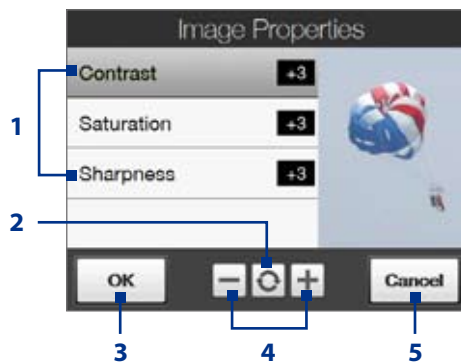 Image Properties
Contrast +3
Saturation +3
Sharpness +3
1
2
OK
Cancel
3
4
5